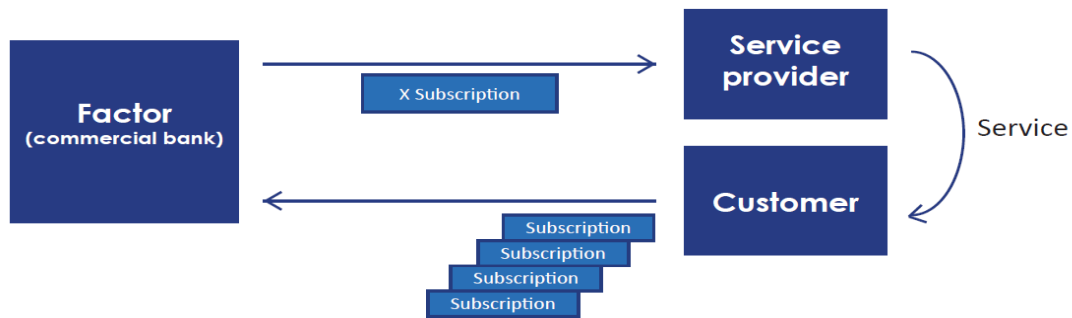 Factor
(commercial bank)
X Subscription
Service
provider
Service
Customer
Subscription
Subscription
Subscription
Subscription